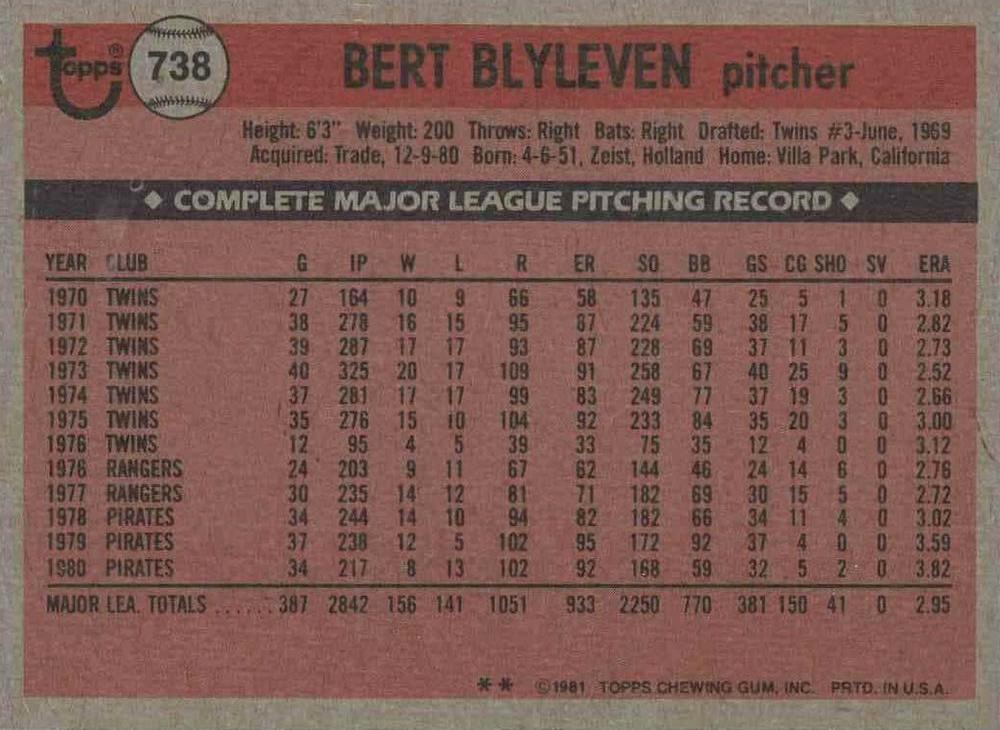 topps® 738 BERT BLYLEVEN pitcher
Height: 6'3" Weight: 200 Throws: Right Bats: Right Drafted: Twins #3-June, 1969
Acquired: Trade, 12-9-80 Born: 4-6-51, Zeist, Holland Home: Villa Park, California
◆ COMPLETE MAJOR LEAGUE PITCHING RECORD ◆
YEAR CLUB G IP W L R ER SO BB GS CG SHO SV ERA
1970 TWINS 27 164 10 9 66 58 135 47 25 5 1 0 3.18
1971 TWINS 38 278 16 15 95 87 224 59 38 17 5 0 2.82
1972 TWINS 39 287 17 17 93 87 228 69 37 11 3 0 2.73
1973 TWINS 40 325 20 17 109 91 258 67 40 25 9 0 2.52
1974 TWINS 37 281 17 17 99 83 249 77 37 19 3 0 2.66
1975 TWINS 35 276 15 10 104 92 233 84 35 20 3 0 3.00
1976 TWINS 12 95 4 5 39 33 75 35 12 4 0 0 3.12
1976 RANGERS 24 203 9 11 67 62 144 46 24 14 6 0 2.76
1977 RANGERS 30 235 14 12 81 71 182 69 30 15 5 0 2.72
1978 PIRATES 34 244 14 10 94 82 182 66 34 11 4 0 3.02
1979 PIRATES 37 238 12 5 102 95 172 92 37 4 0 0 3.59
1980 PIRATES 34 217 8 13 102 92 168 59 32 5 2 0 3.82
MAJOR LEA. TOTALS ...... 387 2842 156 141 1051 933 2250 770 381 150 41 0 2.95
** ©1981 TOPPS CHEWING GUM, INC. PRTD. IN U.S.A.